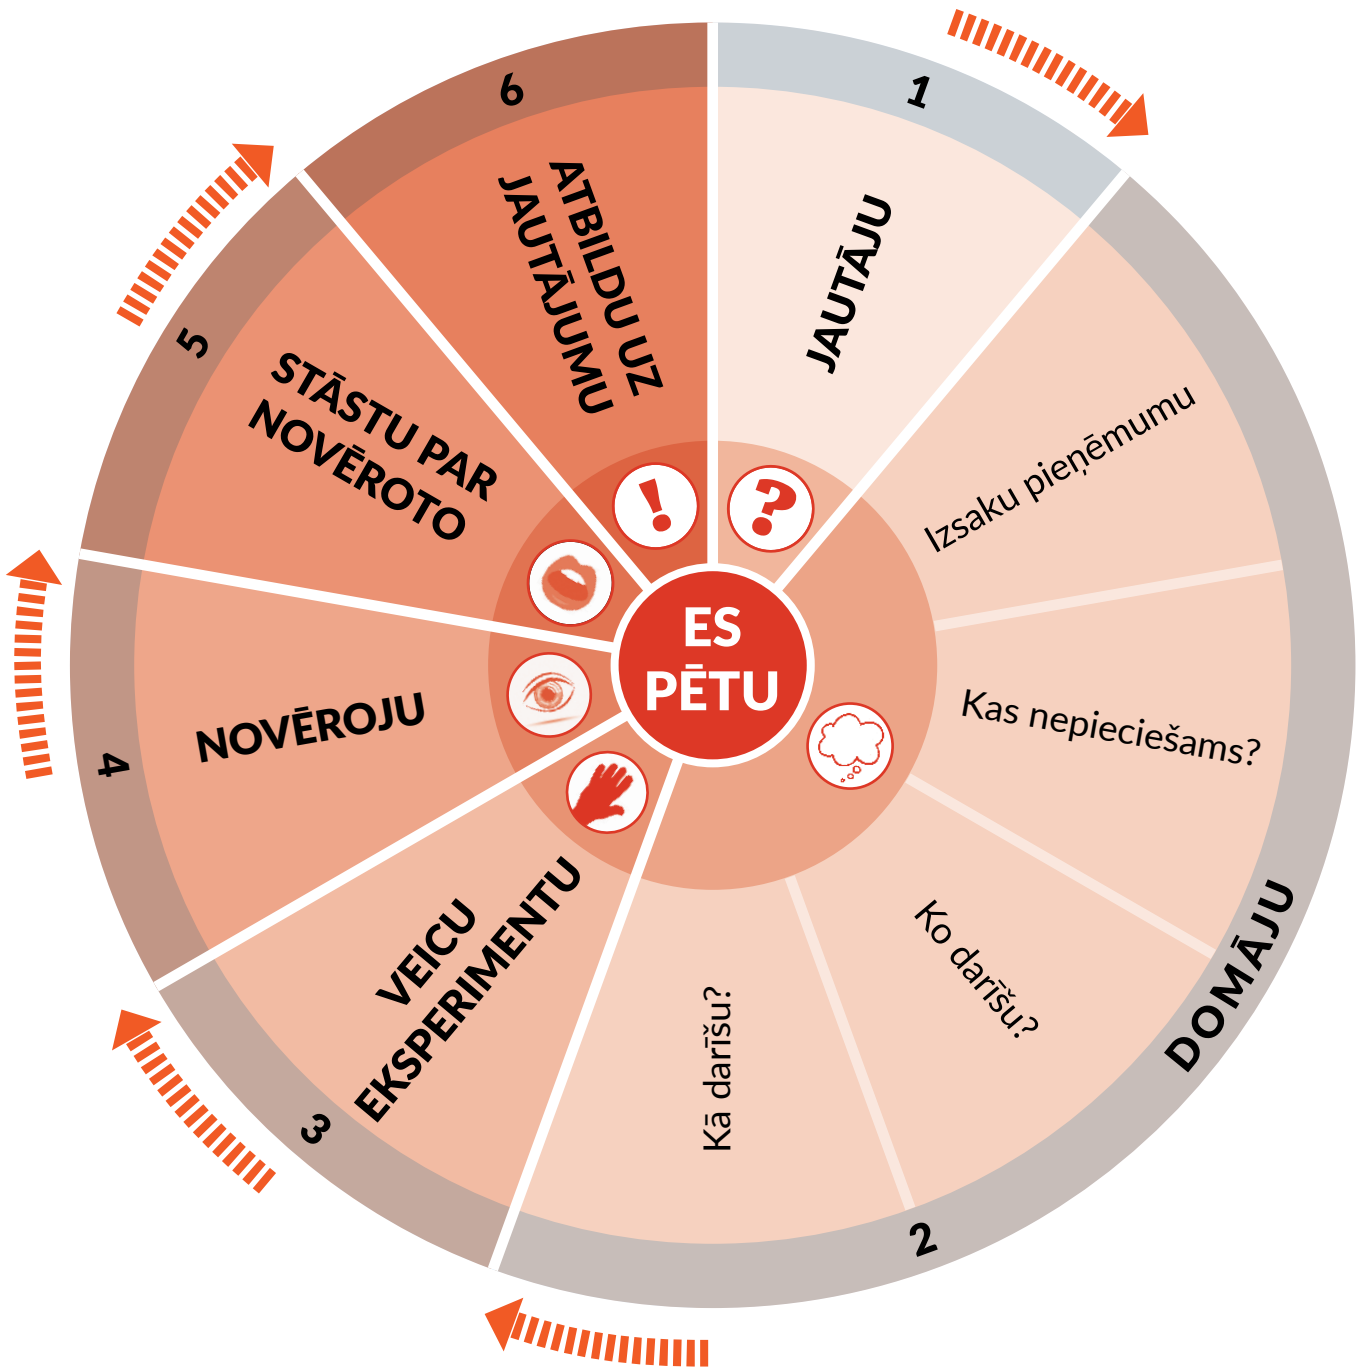 ES
PĒTU
1
JAUTĀJU
?
2
DOMĀJU
Izsaku pieņēmumu
Kas nepieciešams?
Ko darīšu?
Kā darīšu?
3
VEICU
EKSPERIMENTU
4
NOVĒROJU
5
STĀSTU PAR
NOVĒROTO
6
ATBILDU UZ
JAUTĀJUMU
!